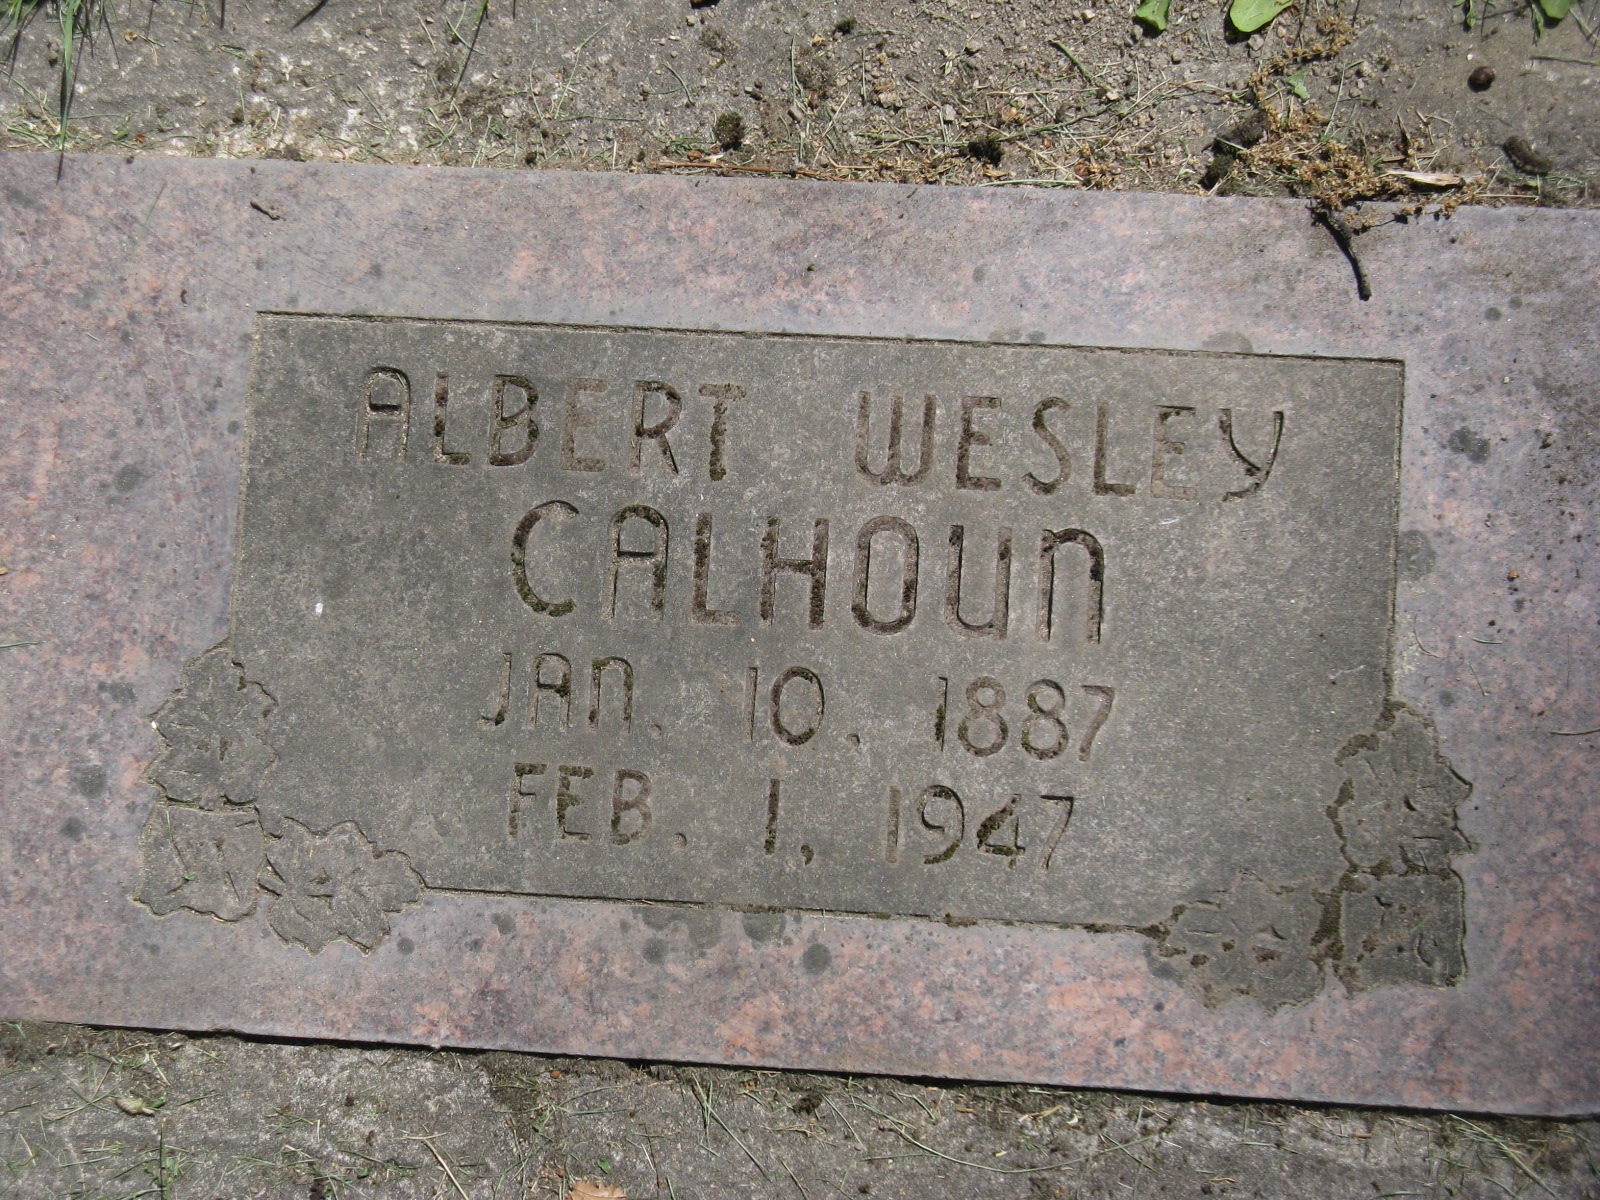 ALBERT WESLEY
CALHOUN
JAN. 10. 1887
FEB. 1, 1947